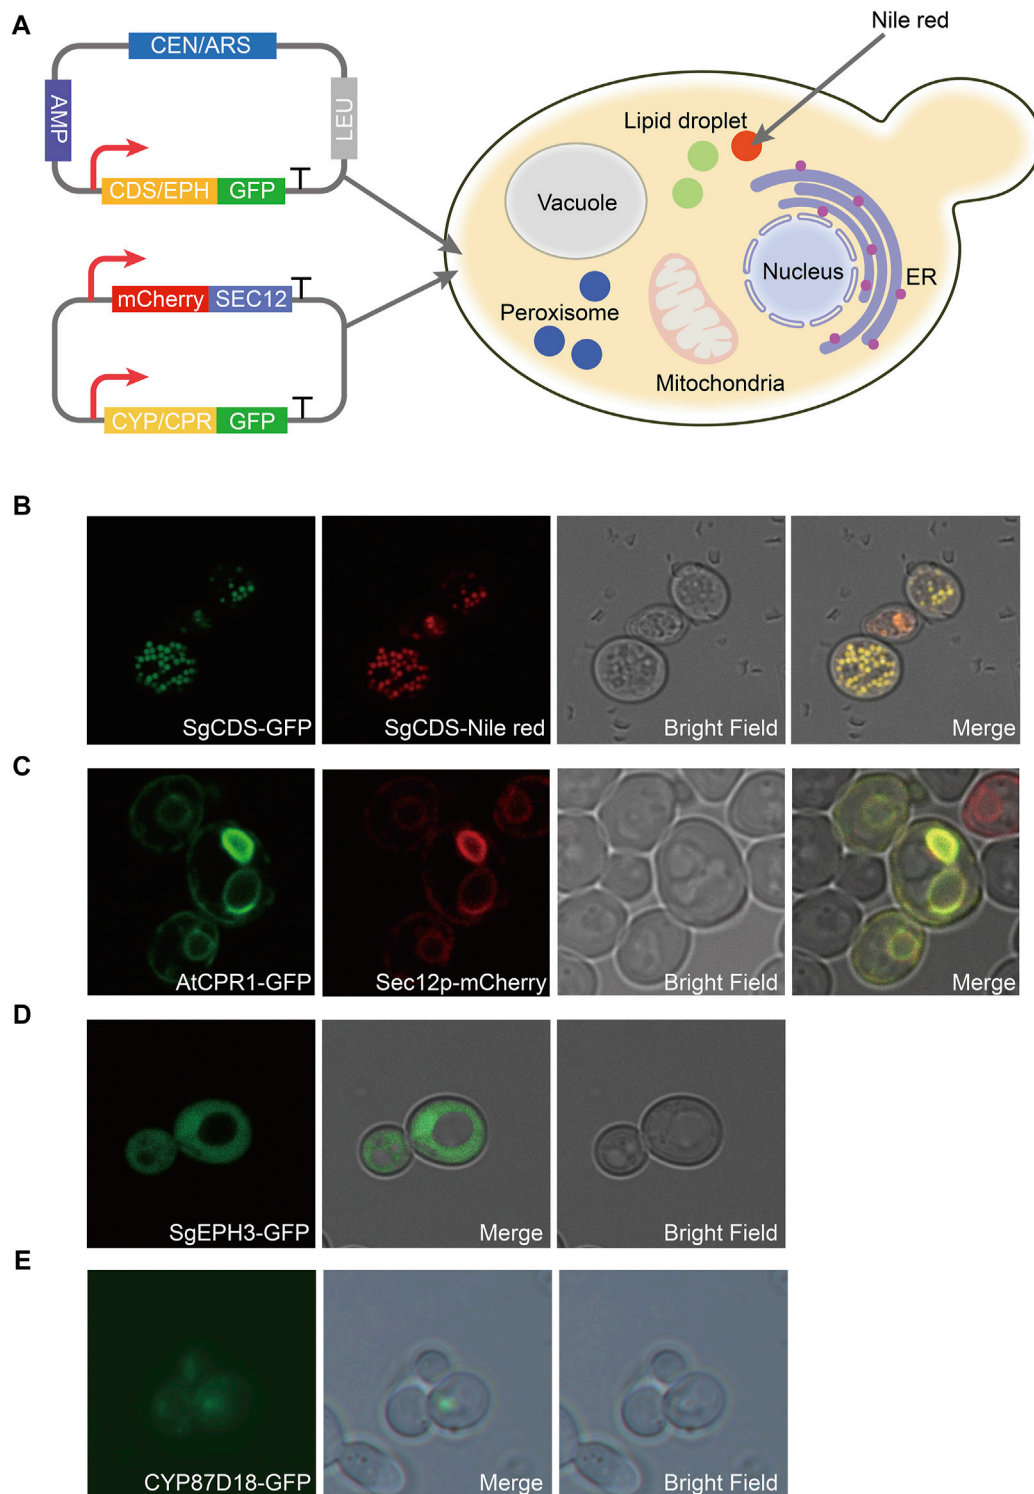 A
Nile red
CEN/ARS
AMP
LEU
CDS/EPH GFP T
Lipid droplet
Vacuole
Nucleus
ER
mCherry SEC12 T
Peroxisome
Mitochondria
CYP/CPR GFP T
B
SgCDS-GFP
SgCDS-Nile red
Bright Field
Merge
C
AtCPR1-GFP
Sec12p-mCherry
Bright Field
Merge
D
SgEPH3-GFP
Merge
Bright Field
E
CYP87D18-GFP
Merge
Bright Field